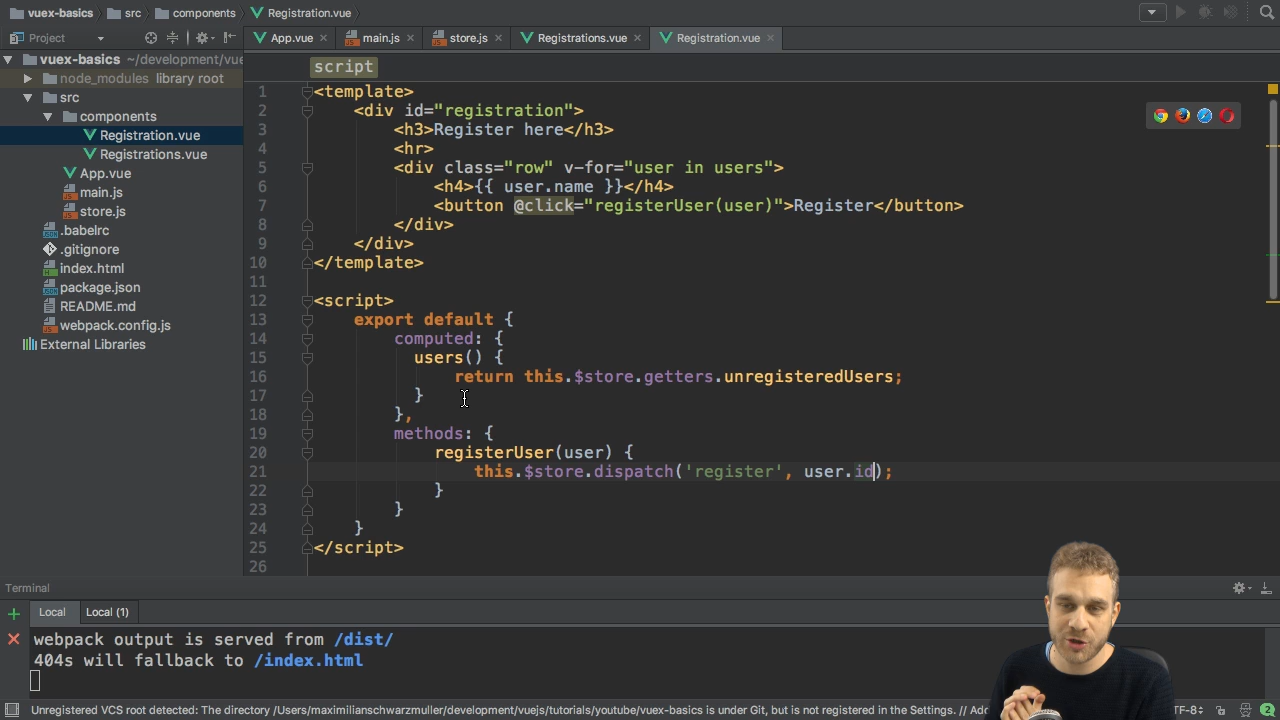 vuex-basics src components Registration.vue
Project
App.vue main.js store.js Registrations.vue Registration.vue
vuex-basics ~/development/vue
node_modules library root
src
components
Registration.vue
Registrations.vue
App.vue
main.js
store.js
.babelrc
.gitignore
index.html
package.json
README.md
webpack.config.js
External Libraries
script
1 <template>
2 <div id="registration">
3 <h3>Register here</h3>
4 <hr>
5 <div class="row" v-for="user in users">
6 <h4>{{ user.name }}</h4>
7 <button @click="registerUser(user)">Register</button>
8 </div>
9 </div>
10 </template>
11
12 <script>
13 export default {
14 computed: {
15 users() {
16 return this.$store.getters.unregisteredUsers;
17 }
18 },
19 methods: {
20 registerUser(user) {
21 this.$store.dispatch('register', user.id);
22 }
23 }
24 }
25 </script>
26
Terminal
Local Local (1)
webpack output is served from /dist/
404s will fallback to /index.html
Unregistered VCS root detected: The directory /Users/maximilianschwarzmuller/development/vuejs/tutorials/youtube/vuex-basics is under Git, but is not registered in the Settings. // Add TF-8 2